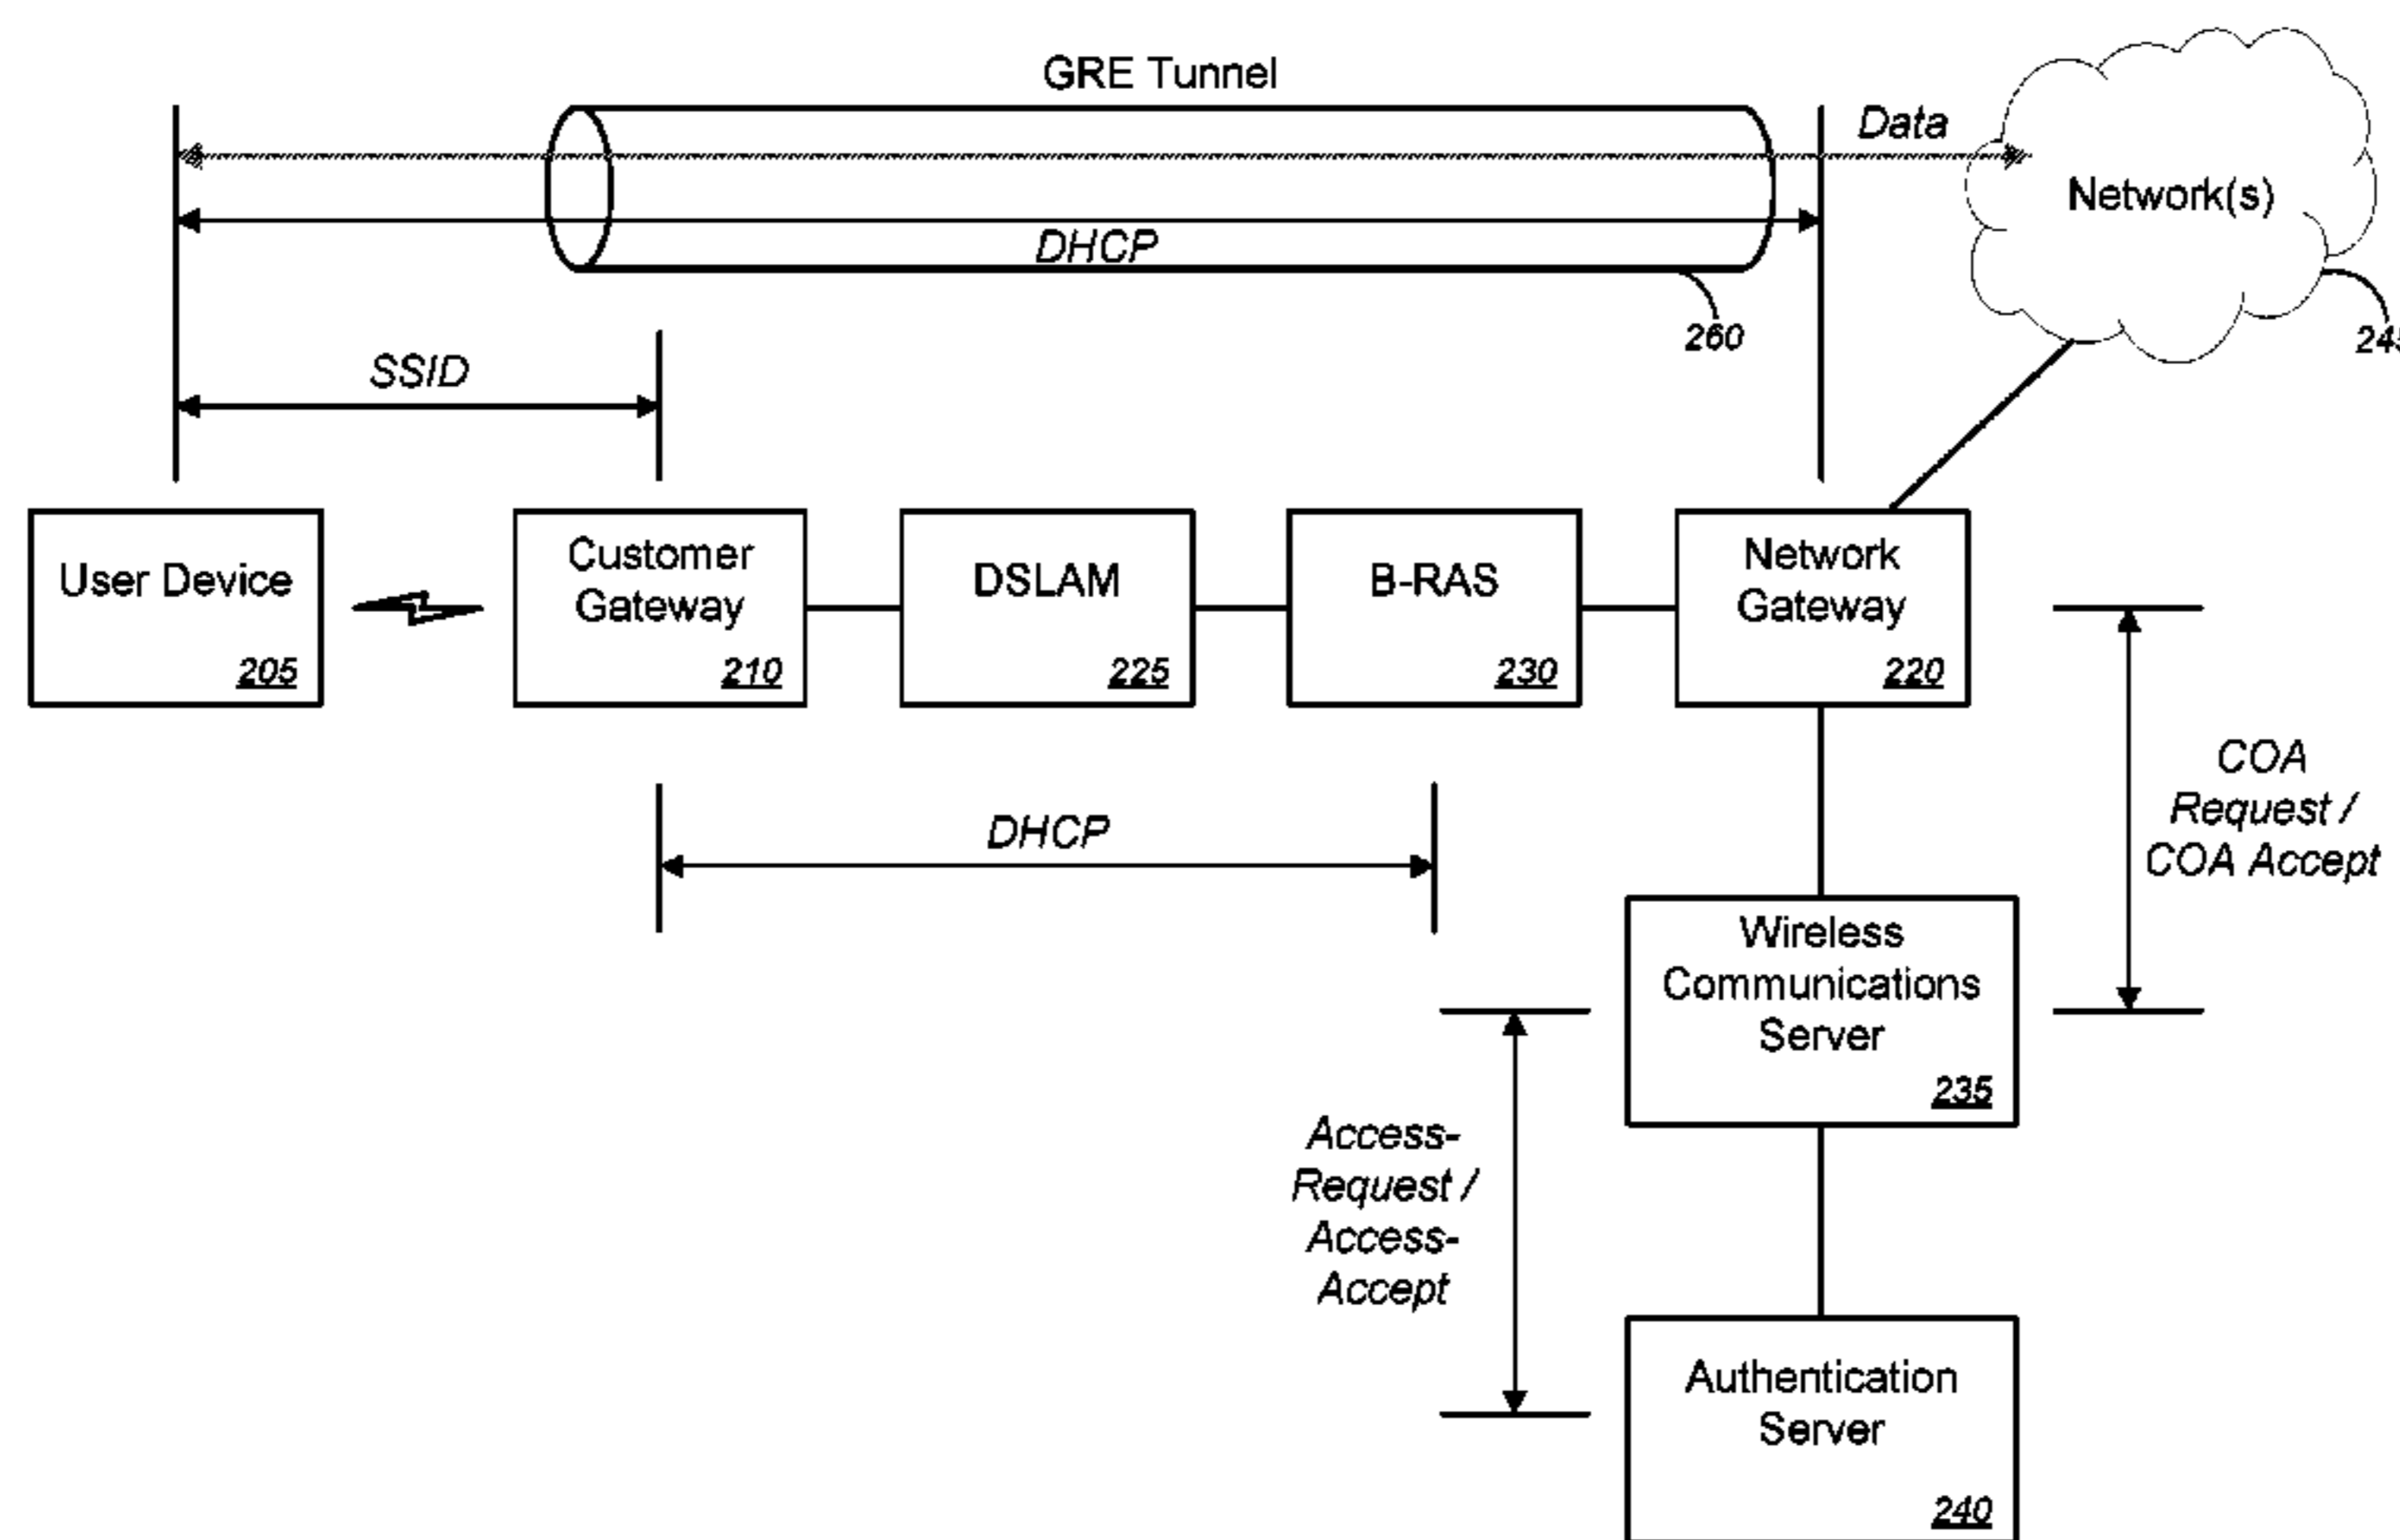 GRE Tunnel
Data
Network(s)
DHCP
260
245
SSID
User Device
205
Customer
Gateway
210
DSLAM
225
B-RAS
230
Network
Gateway
220
COA
Request /
COA Accept
DHCP
Wireless
Communications
Server
235
Access-
Request /
Access-
Accept
Authentication
Server
240